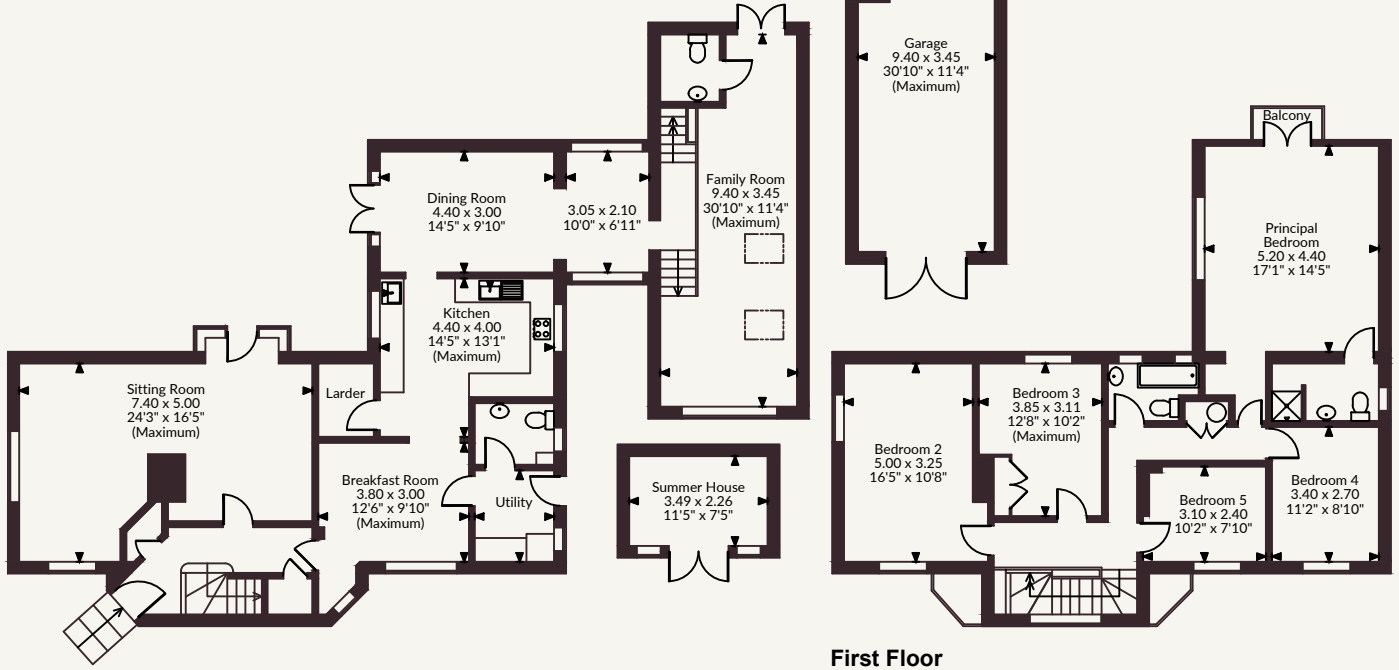 Garage
9.40 x 3.45
30'10" x 11'4"
(Maximum)
Balcony
Family Room
9.40 x 3.45
30'10" x 11'4"
(Maximum)
Dining Room
4.40 x 3.00
14'5" x 9'10"
3.05 x 2.10
10'0" x 6'11"
Principal
Bedroom
5.20 x 4.40
17'1" x 14'5"
Kitchen
4.40 x 4.00
14'5" x 13'1"
(Maximum)
Sitting Room
7.40 x 5.00
24'3" x 16'5"
(Maximum)
Larder
Bedroom 3
3.85 x 3.11
12'8" x 10'2"
(Maximum)
Bedroom 2
5.00 x 3.25
16'5" x 10'8"
Breakfast Room
3.80 x 3.00
12'6" x 9'10"
(Maximum)
Utility
Summer House
3.49 x 2.26
11'5" x 7'5"
Bedroom 4
3.40 x 2.70
11'2" x 8'10"
Bedroom 5
3.10 x 2.40
10'2" x 7'10"
First Floor